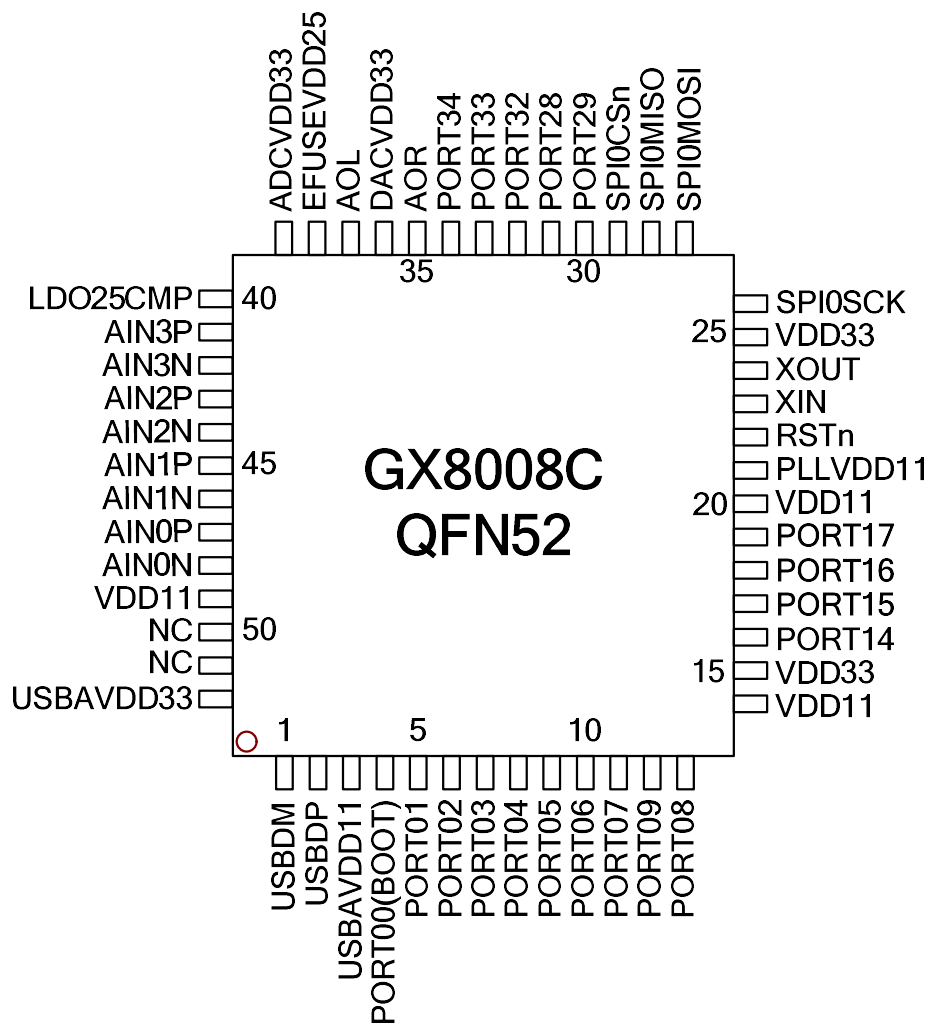 ADCVDD33
EFUSEVDD25
AOL
DACVDD33
AOR
PORT34
PORT33
PORT32
PORT28
PORT29
SPI0CSn
SPI0MISO
SPI0MOSI
35
30
LDO25CMP
AIN3P
AIN3N
AIN2P
AIN2N
AIN1P
AIN1N
AIN0P
AIN0N
VDD11
NC
NC
USBAVDD33
40
45
50
GX8008C
QFN52
25
20
15
SPI0SCK
VDD33
XOUT
XIN
RSTn
PLLVDD11
VDD11
PORT17
PORT16
PORT15
PORT14
VDD33
VDD11
1
5
10
USBDM
USBDP
USBAVDD11
PORT00(BOOT)
PORT01
PORT02
PORT03
PORT04
PORT05
PORT06
PORT07
PORT09
PORT08